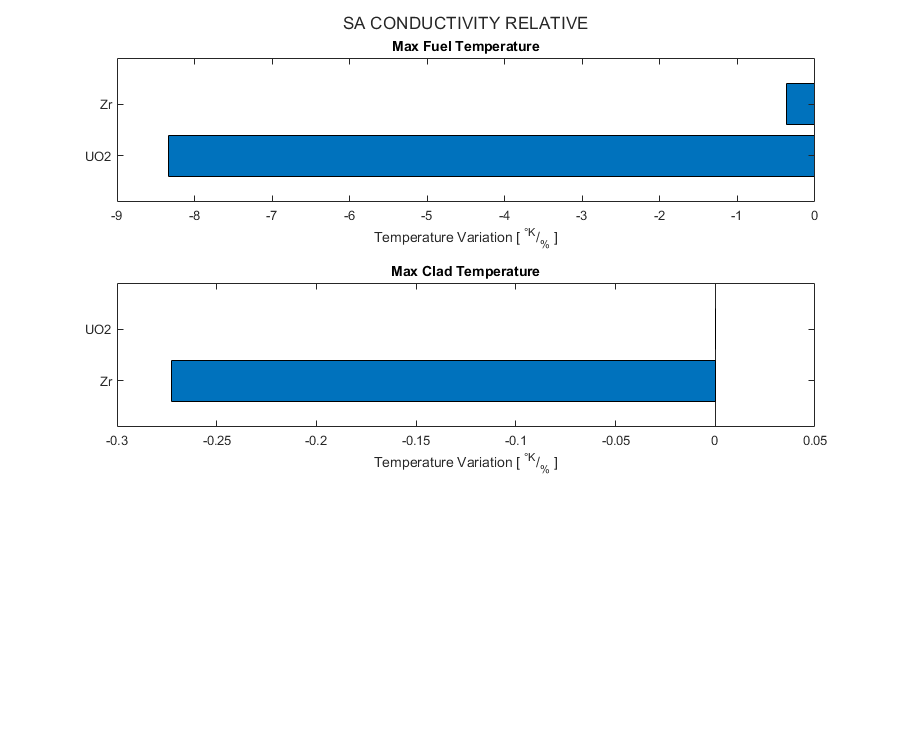 SA CONDUCTIVITY RELATIVE
Max Fuel Temperature
Zr
UO2
-9 -8 -7 -6 -5 -4 -3 -2 -1 0
Temperature Variation [ °K/% ]
Max Clad Temperature
UO2
Zr
-0.3 -0.25 -0.2 -0.15 -0.1 -0.05 0 0.05
Temperature Variation [ °K/% ]